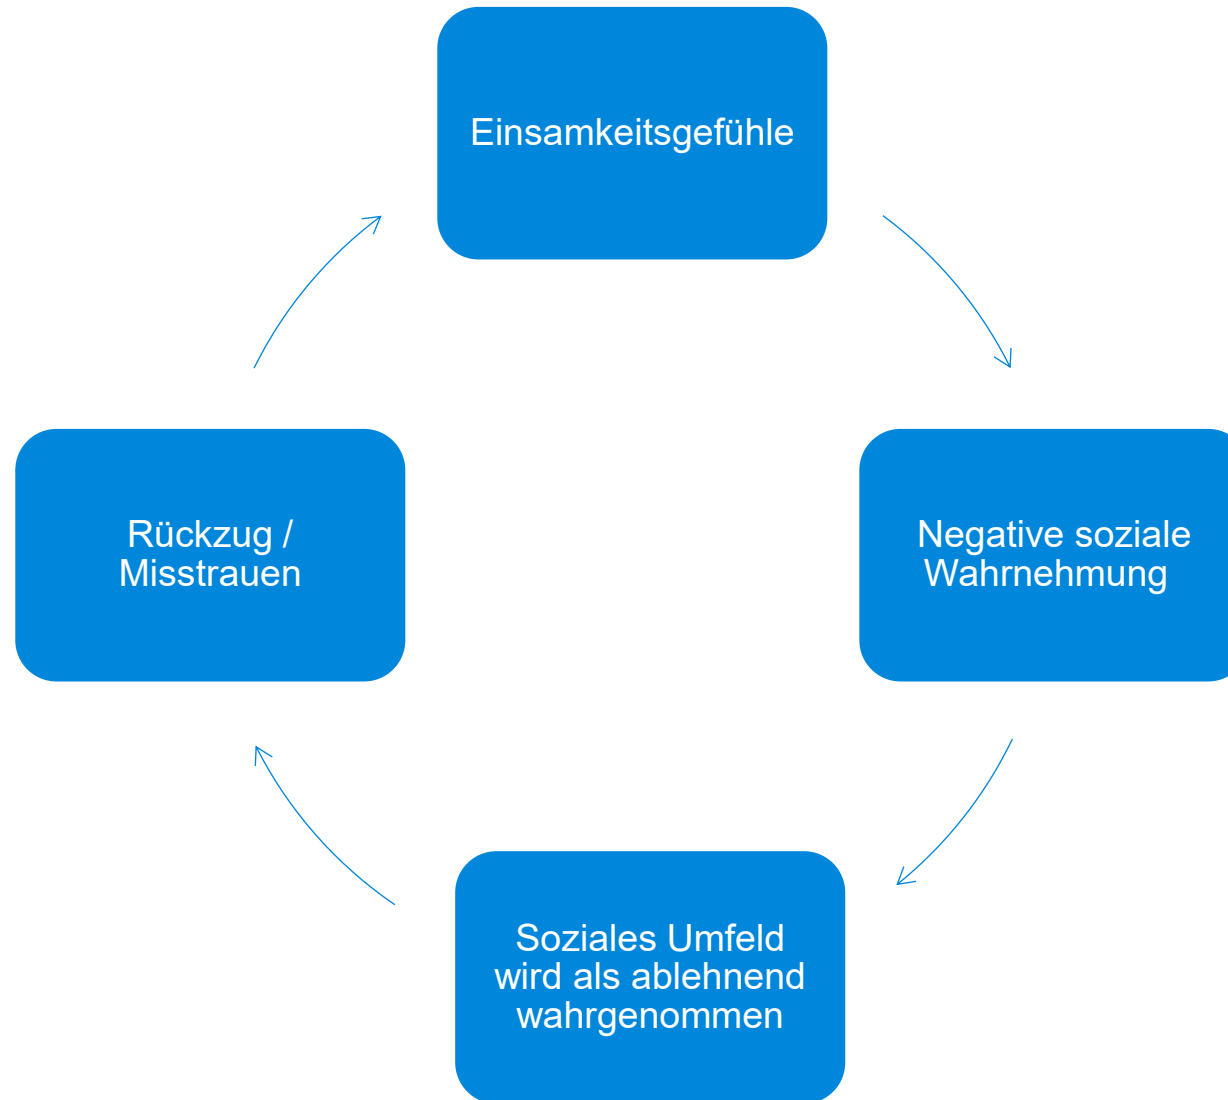 Einsamkeitsgefühle
Negative soziale
Wahrnehmung
Soziales Umfeld
wird als ablehnend
wahrgenommen
Rückzug /
Misstrauen